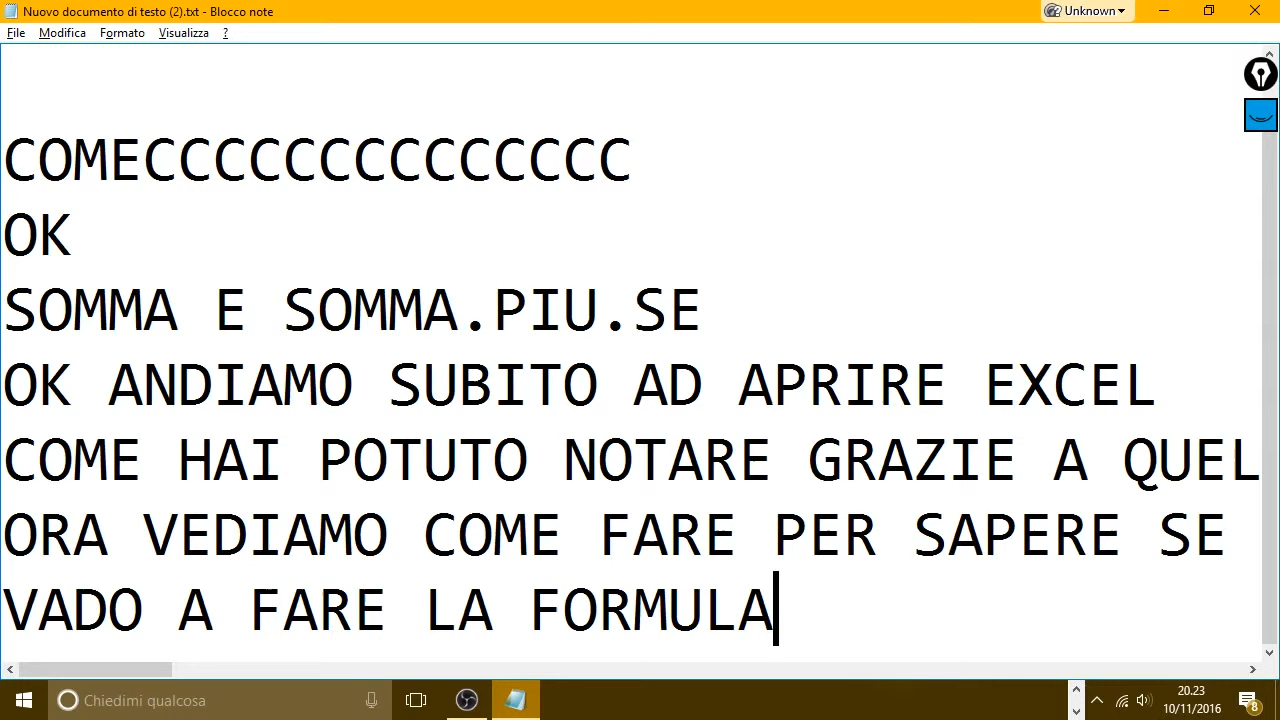 Nuovo documento di testo (2).txt - Blocco note
Unknown
File Modifica Formato Visualizza ?
COMECCCCCCCCCCCCCC
OK
SOMMA E SOMMA.PIU.SE
OK ANDIAMO SUBITO AD APRIRE EXCEL
COME HAI POTUTO NOTARE GRAZIE A QUEL
ORA VEDIAMO COME FARE PER SAPERE SE
VADO A FARE LA FORMULA
Chiedimi qualcosa
20.23
10/11/2016
8